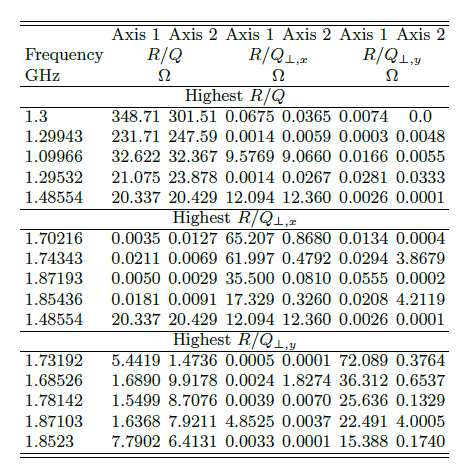 Axis 1 Axis 2 Axis 1 Axis 2 Axis 1 Axis 2
Frequency R/Q R/Q⊥,x R/Q⊥,y
GHz Ω Ω Ω
Highest R/Q
1.3 348.71 301.51 0.0675 0.0365 0.0074 0.0
1.29943 231.71 247.59 0.0014 0.0059 0.0003 0.0048
1.09966 32.622 32.367 9.5769 9.0660 0.0166 0.0055
1.29532 21.075 23.878 0.0014 0.0267 0.0281 0.0333
1.48554 20.337 20.429 12.094 12.360 0.0026 0.0001
Highest R/Q⊥,x
1.70216 0.0035 0.0127 65.207 0.8680 0.0134 0.0004
1.74343 0.0211 0.0069 61.997 0.4792 0.0294 3.8679
1.87193 0.0050 0.0029 35.500 0.0810 0.0555 0.0002
1.85436 0.0181 0.0091 17.329 0.3260 0.0208 4.2119
1.48554 20.337 20.429 12.094 12.360 0.0026 0.0001
Highest R/Q⊥,y
1.73192 5.4419 1.4736 0.0005 0.0001 72.089 0.3764
1.68526 1.6890 9.9178 0.0024 1.8274 36.312 0.6537
1.78142 1.5499 8.7076 0.0039 0.0070 25.636 0.1329
1.87103 1.6368 7.9211 4.8525 0.0037 22.491 4.0005
1.8523 7.7902 6.4131 0.0033 0.0001 15.388 0.1740